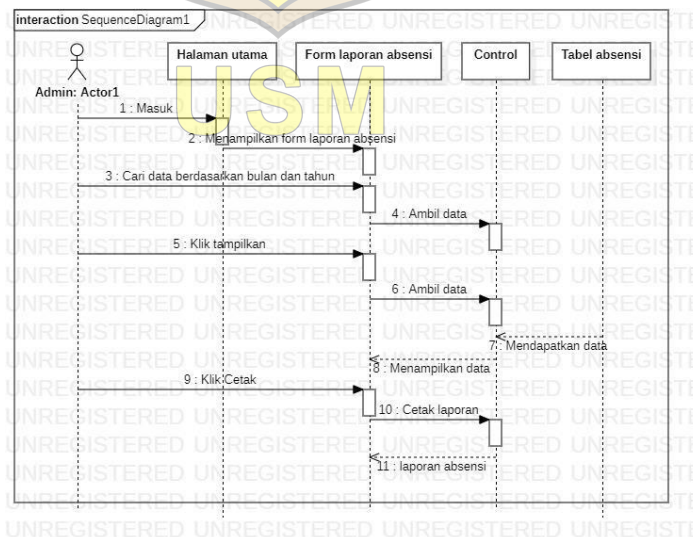 interaction SequenceDiagram1
Halaman utama
Form laporan absensi
Control
Tabel absensi
Admin: Actor1
USM
1 : Masuk
2 : Menampilkan form laporan absensi
3 : Cari data berdasarkan bulan dan tahun
4 : Ambil data
5 : Klik tampilkan
6 : Ambil data
7 : Mendapatkan data
8 : Menampilkan data
9 : Klik Cetak
10 : Cetak laporan
11 : laporan absensi
UNREGISTERED UNREGISTERED UNREGISTERED UNREGISTERED